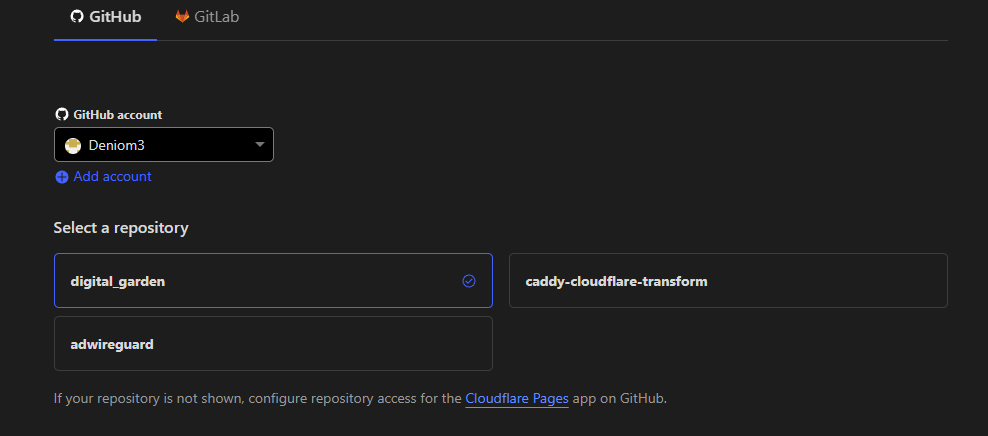 GitHub GitLab
GitHub account
Deniom3
Add account
Select a repository
digital_garden caddy-cloudflare-transform
adwireguard
If your repository is not shown, configure repository access for the Cloudflare Pages app on GitHub.